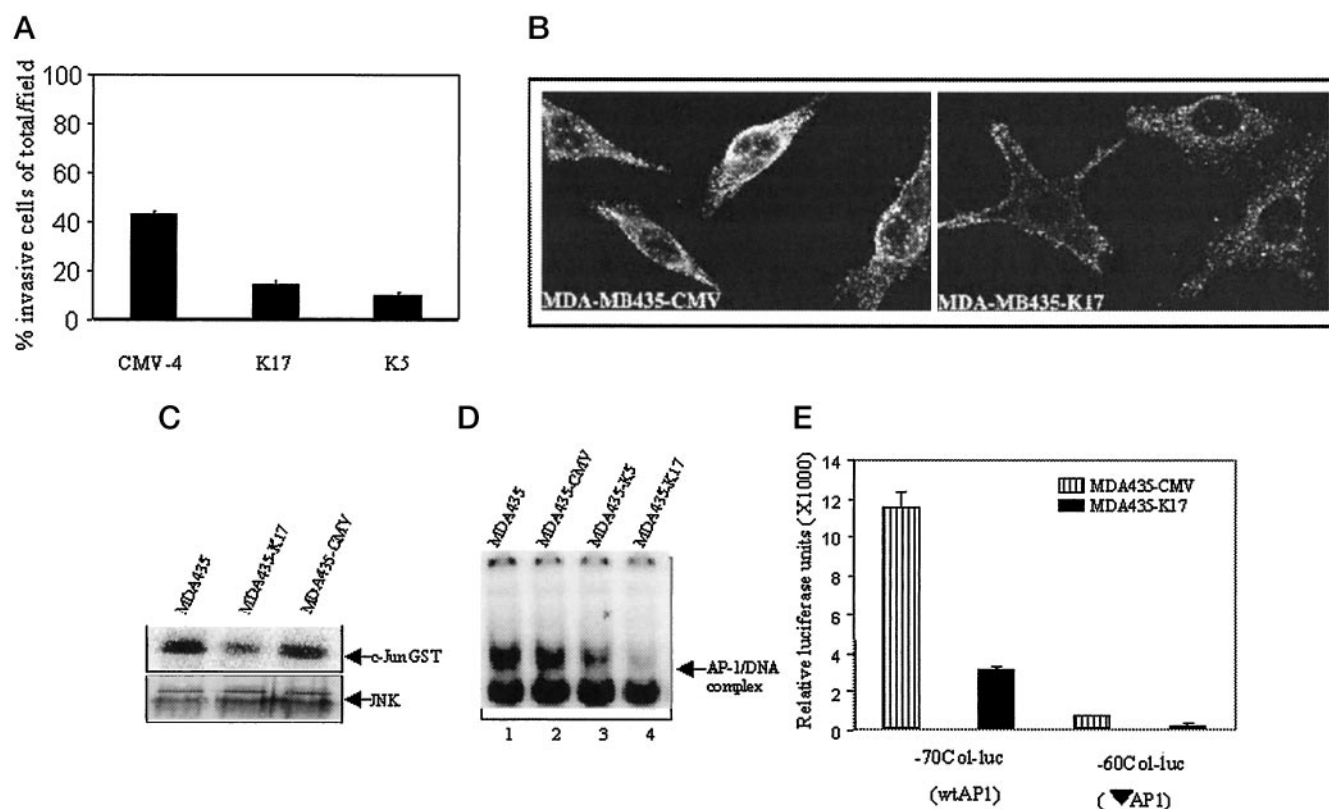 A
% invasive cells of total/field
100
80
60
40
20
0
CMV-4 K17 K5
B
MDA-MB435-CMV
MDA-MB435-K17
C
MDA435
MDA435-K17
MDA435-CMV
c-Jun GST
JNK
D
MDA435
MDA435-CMV
MDA435-K5
MDA435-K17
AP-1/DNA
complex
1 2 3 4
E
Relative luciferase units (X1000)
14
12
10
8
6
4
2
0
MDA435-CMV
MDA435-K17
-70Col-luc -60Col-luc
(wtAP1) (▼AP1)